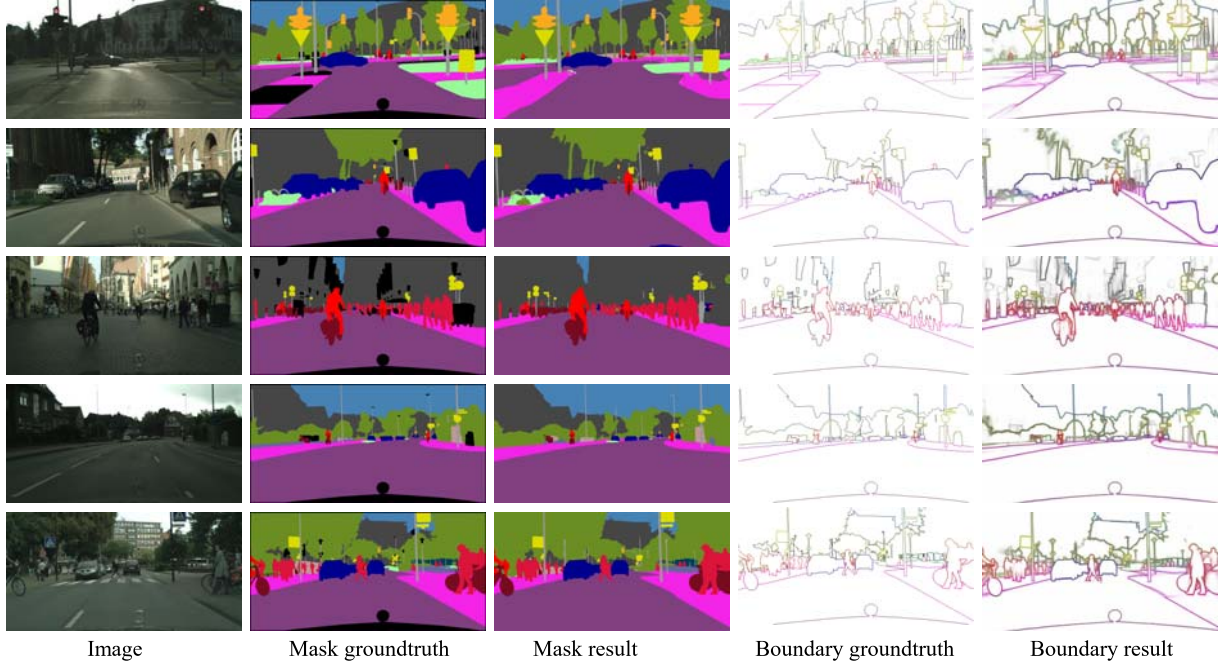 Image
Mask groundtruth
Mask result
Boundary groundtruth
Boundary result